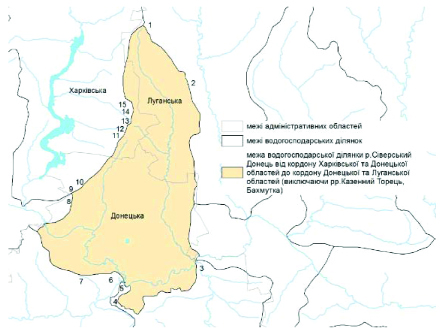 1
2
Харківська
Луганська
15
14
13
12
11
межі адміністративних областей
межі водогосподарських ділянок
межа водогосподарської ділянки р.Сіверський
Донець від кордону Харківської та Донецької
областей до кордону Донецької та Луганської
областей (виключаючи рр.Казенний Торець,
Бахмутка)
10
9
8
Донецька
3
7
6
5
4